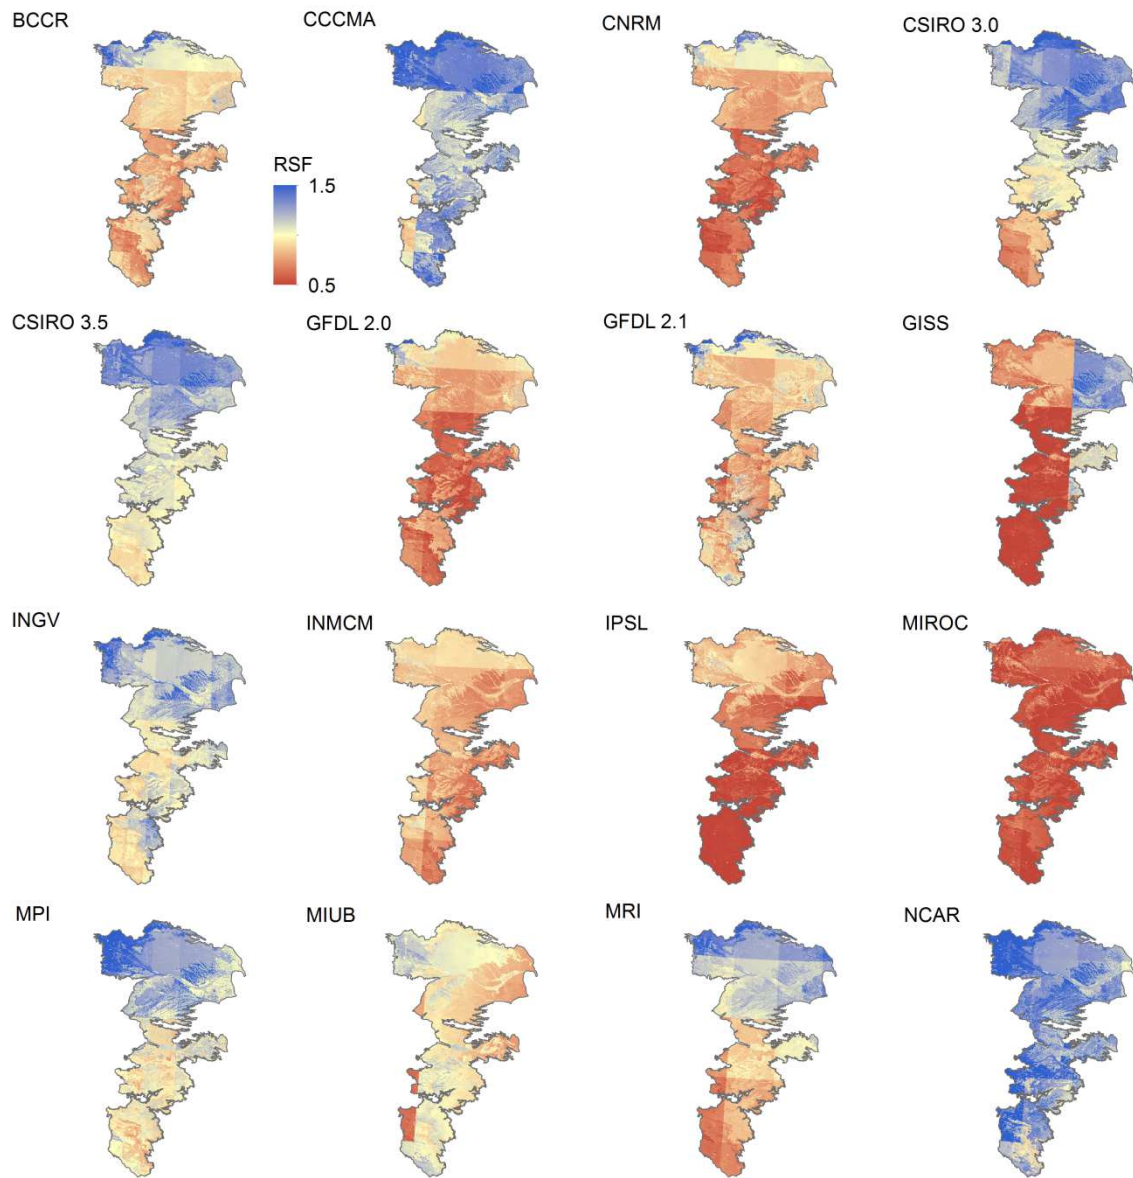 BCCR
CCCMA
CNRM
CSIRO 3.0
RSF
1.5
0.5
CSIRO 3.5
GFDL 2.0
GFDL 2.1
GISS
INGV
INMCM
IPSL
MIROC
MPI
MIUB
MRI
NCAR